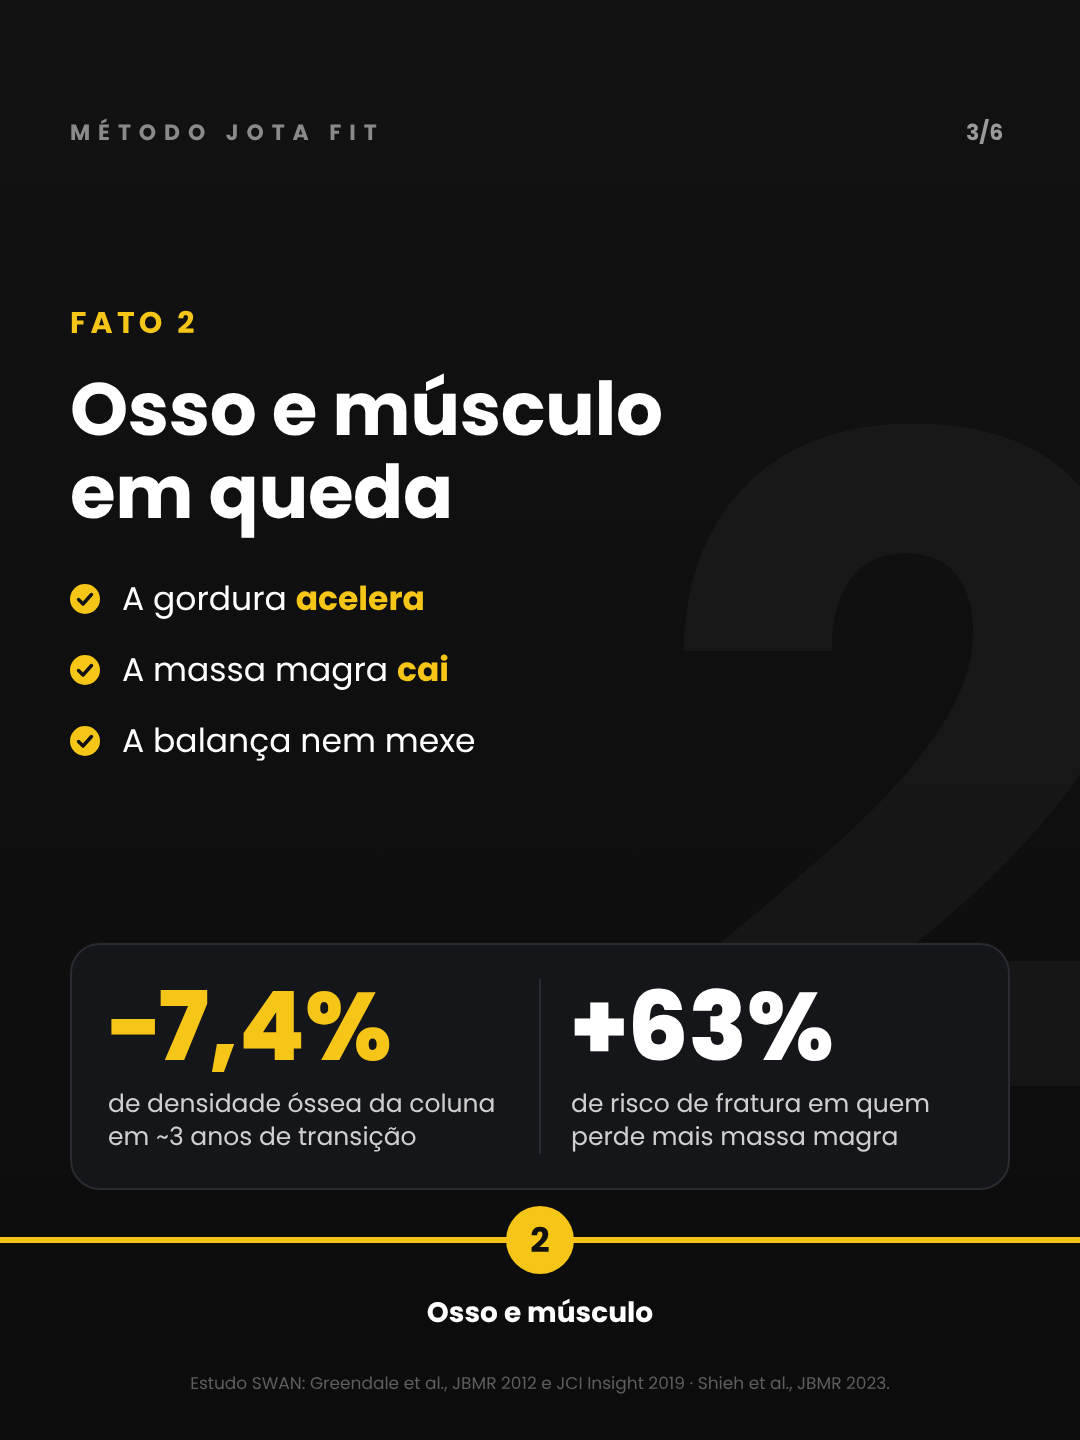 MÉTODO JOTA FIT
3/6
FATO 2
Osso e músculo
em queda
A gordura acelera
A massa magra cai
A balança nem mexe
2
–7,4%
de densidade óssea da coluna
em ~3 anos de transição
+63%
de risco de fratura em quem
perde mais massa magra
2
Osso e músculo
Estudo SWAN: Greendale et al., JBMR 2012 e JCI Insight 2019 · Shieh et al., JBMR 2023.